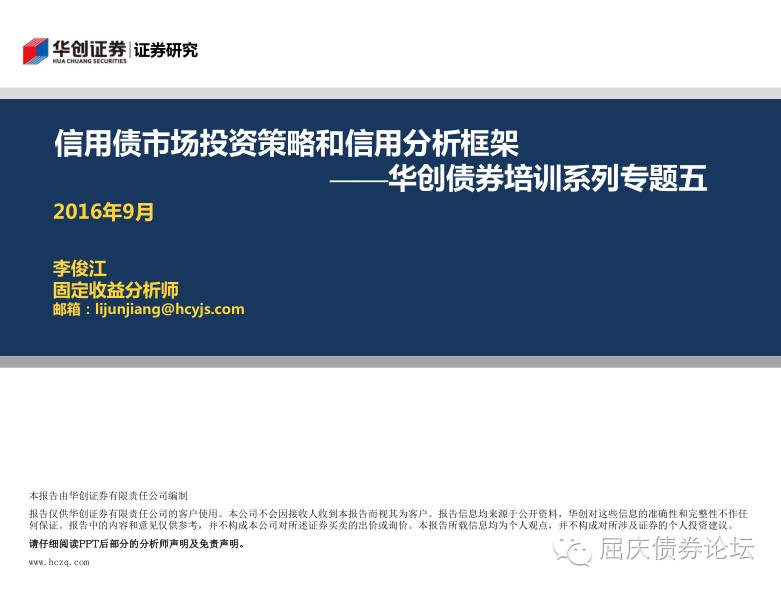 华创证券 证券研究
HUA CHUANG SECURITIES
信用债市场投资策略和信用分析框架
——华创债券培训系列专题五
2016年9月
李俊江
固定收益分析师
邮箱：lijunjiang@hcyjs.com
本报告由华创证券有限责任公司编制
报告仅供华创证券有限责任公司的客户使用。本公司不会因接收人收到本报告而视其为客户。报告信息均来源于公开资料，华创对这些信息的准确性和完整性不作任
何保证。报告中的内容和意见仅供参考，并不构成本公司对所述证券买卖的出价或询价。本报告所载信息均为个人观点，并不构成对所涉及证券的个人投资建议。
请仔细阅读PPT后部分的分析师声明及免责声明。
www.hczq.com
屈庆债券论坛